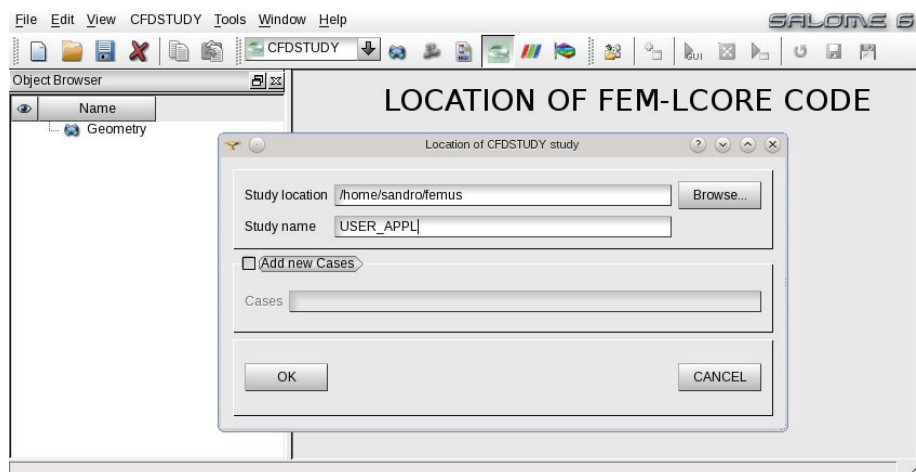 File Edit View CFDSTUDY Tools Window Help
SALOME 6
CFDSTUDY
GUI
Object Browser
Name
Geometry
LOCATION OF FEM-LCORE CODE
Location of CFDSTUDY study
Study location /home/sandro/femus Browse...
Study name USER_APPL
Add new Cases
Cases
OK CANCEL